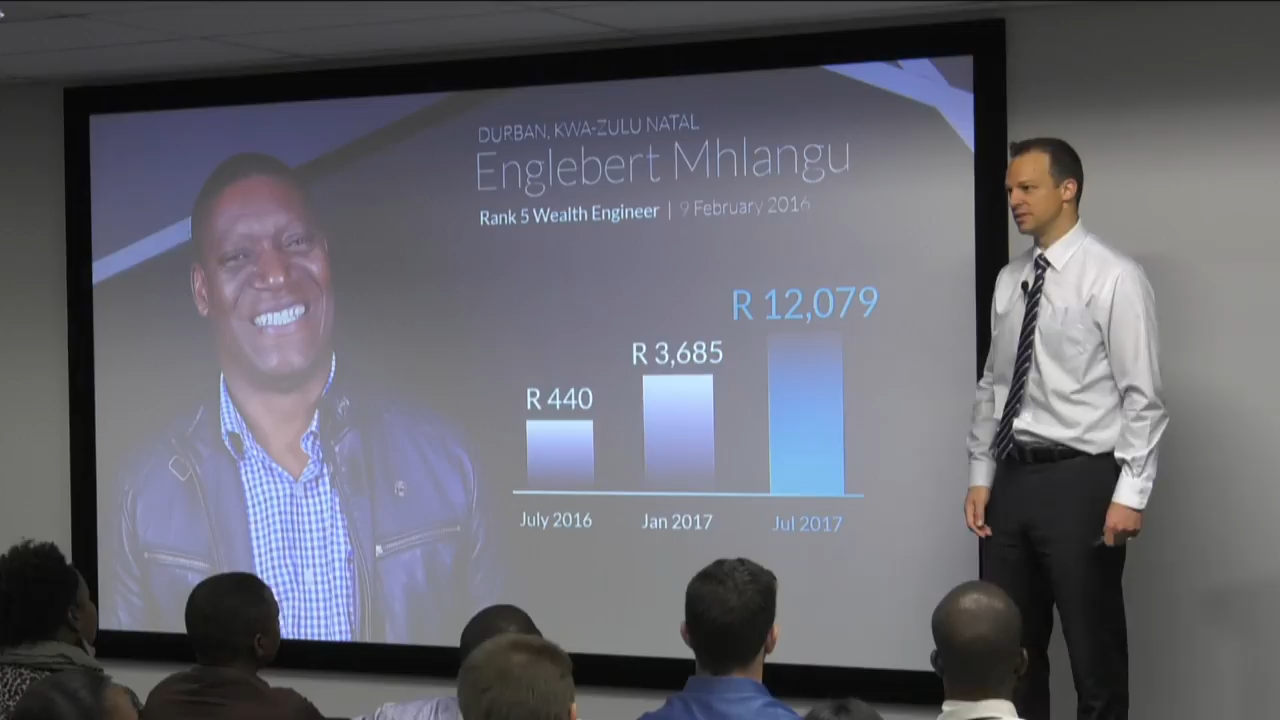 DURBAN, KWA-ZULU NATAL
Englebert Mhlangu
Rank 5 Wealth Engineer | 9 February 2016
R 12,079
R 3,685
R 440
July 2016
Jan 2017
Jul 2017